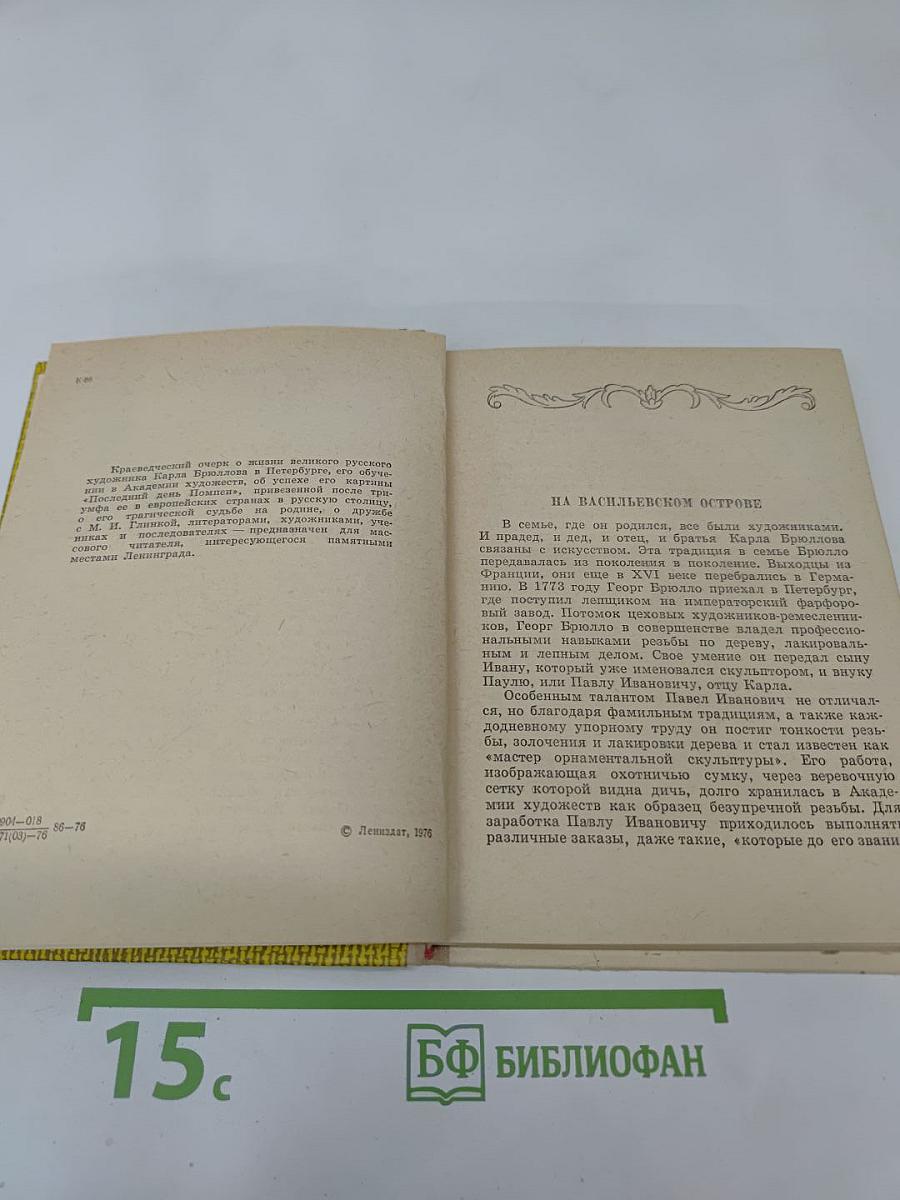 К-88
Краеведческий очерк о жизни великого русского
художника Карла Брюллова в Петербурге, его обуче-
нии в Академии художеств, об успехе его картины
«Последний день Помпеи», привезенной после три-
умфа ее в европейских странах в русскую столицу,
о его трагической судьбе на родине, о дружбе
с М. И. Глинкой, литераторами, художниками, уче-
никах и последователях — предназначен для мас-
сового читателя, интересующегося памятными
местами Ленинграда.
904—018
71(03)—76 86—76
© Лениздат, 1976
НА ВАСИЛЬЕВСКОМ ОСТРОВЕ
В семье, где он родился, все были художниками.
И прадед, и дед, и отец, и братья Карла Брюллова
связаны с искусством. Эта традиция в семье Брюлло
передавалась из поколения в поколение. Выходцы из
Франции, они еще в XVI веке перебрались в Герма-
нию. В 1773 году Георг Брюлло приехал в Петербург,
где поступил лепщиком на императорский фарфоро-
вый завод. Потомок цеховых художников-ремесленни-
ков, Георг Брюлло в совершенстве владел профессио-
нальными навыками резьбы по дереву, лакироваль-
ным и лепным делом. Свое умение он передал сыну
Ивану, который уже именовался скульптором, и внуку
Паулю, или Павлу Ивановичу, отцу Карла.
Особенным талантом Павел Иванович не отличал-
ся, но благодаря фамильным традициям, а также каж-
додневному упорному труду он постиг тонкости резь-
бы, золочения и лакировки дерева и стал известен как
«мастер орнаментальной скульптуры». Его работа,
изображающая охотничью сумку, через веревочную
сетку которой видна дичь, долго хранилась в Акаде-
мии художеств как образец безупречной резьбы. Для
заработка Павлу Ивановичу приходилось выполнят
различные заказы, даже такие, «которые до его звани
15 с
БФ БИБЛИОФАН